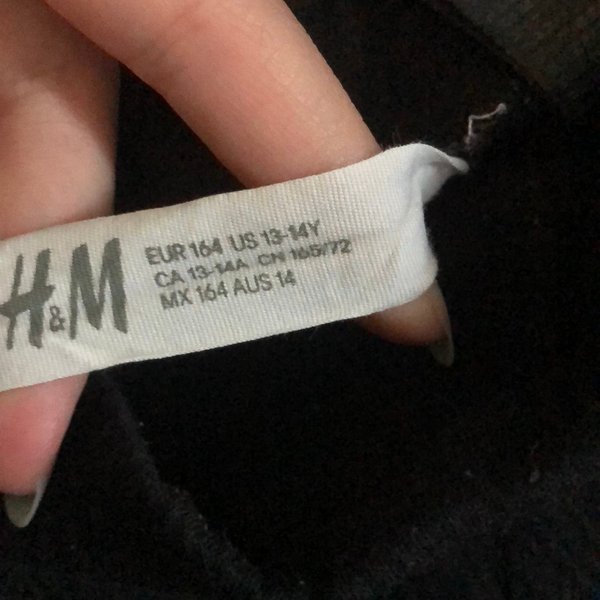 H&M
EUR 164 US 13-14Y
CA 13-14A CN 165/72
MX 164 AUS 14